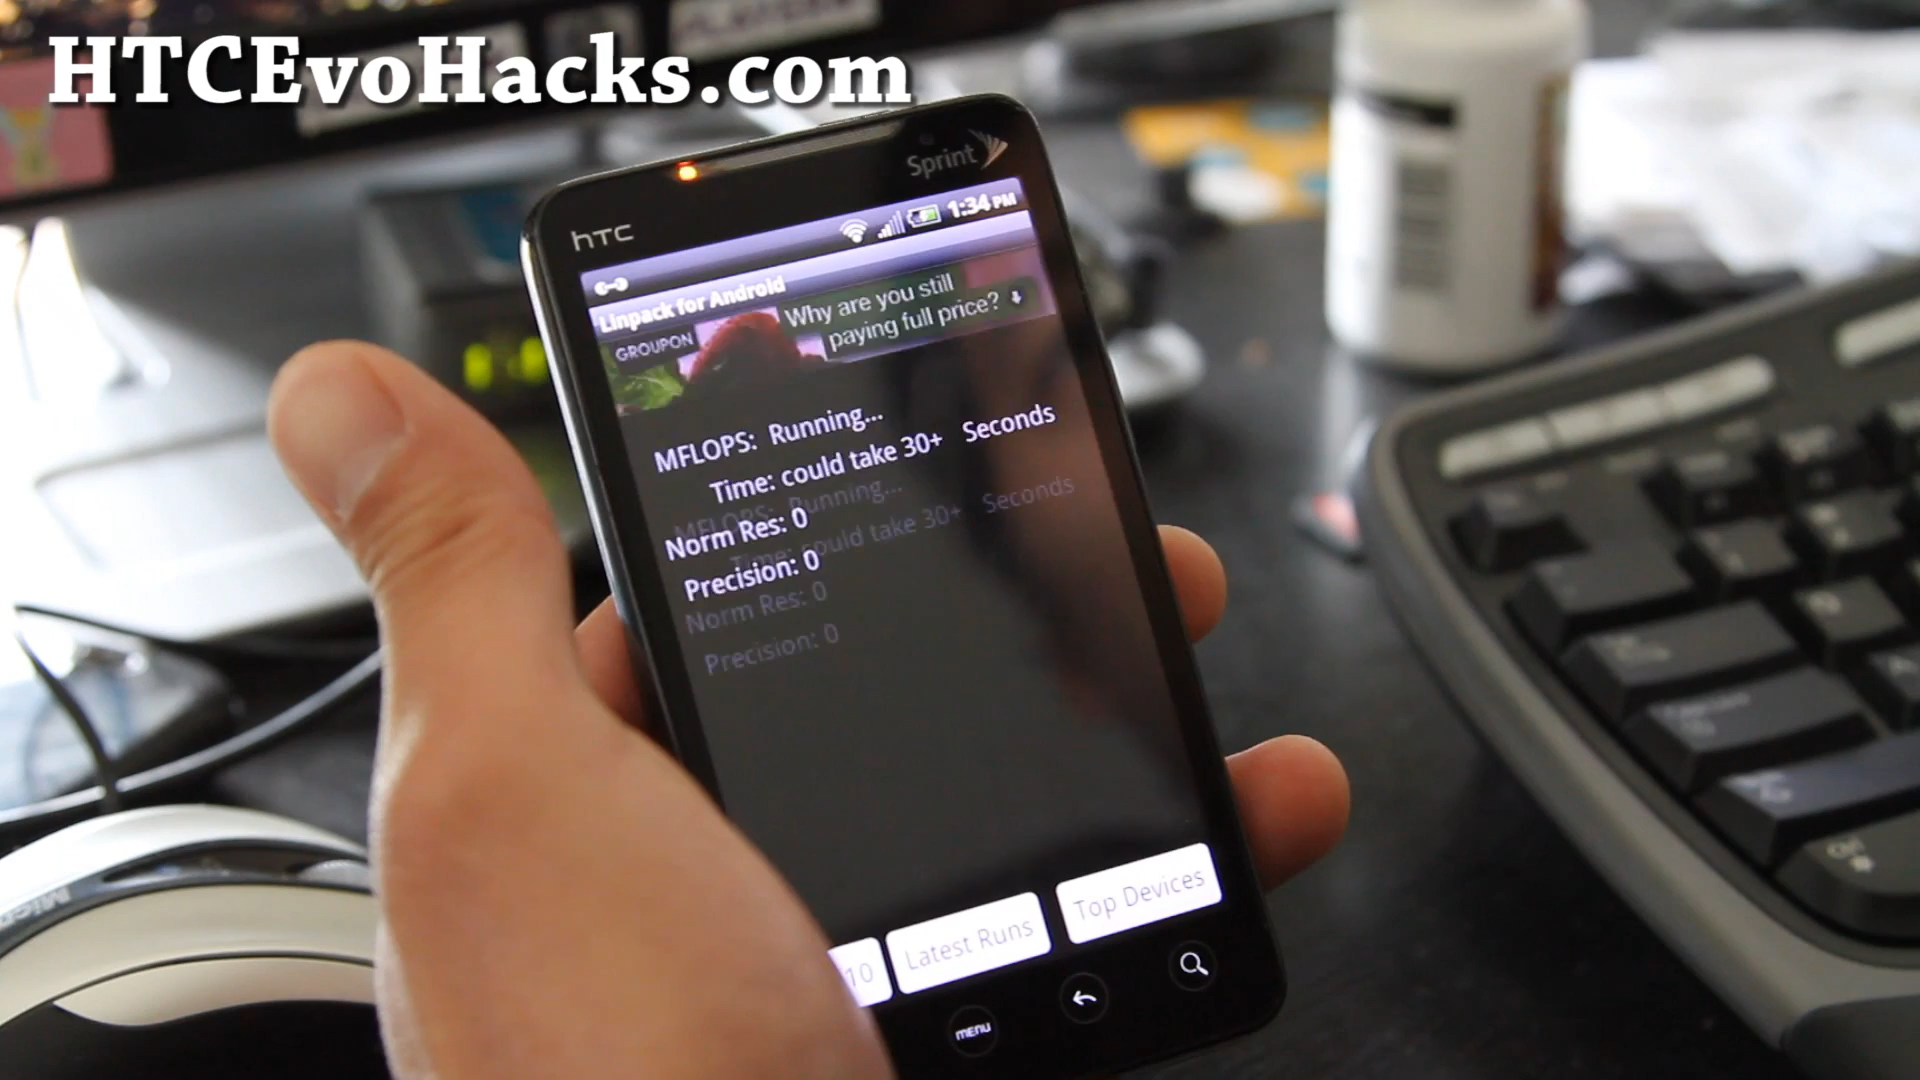 HTCEvoHacks.com
Sprint
hTC
1:34 PM
Linpack for Android
GROUPON
Why are you still
paying full price?
MFLOPS: Running...
Time: could take 30+ Seconds
MFLOPS: Running...
Time: could take 30+ Seconds
Norm Res: 0
Precision: 0
Norm Res: 0
Precision: 0
10
Latest Runs
Top Devices
menu